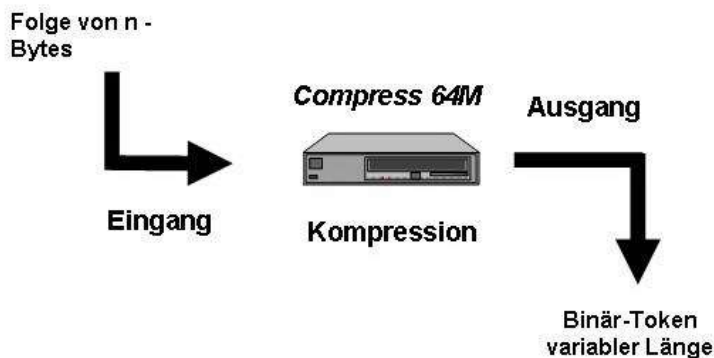 Folge von n -
Bytes
Compress 64M
Ausgang
Eingang
Kompression
Binär-Token
variabler Länge